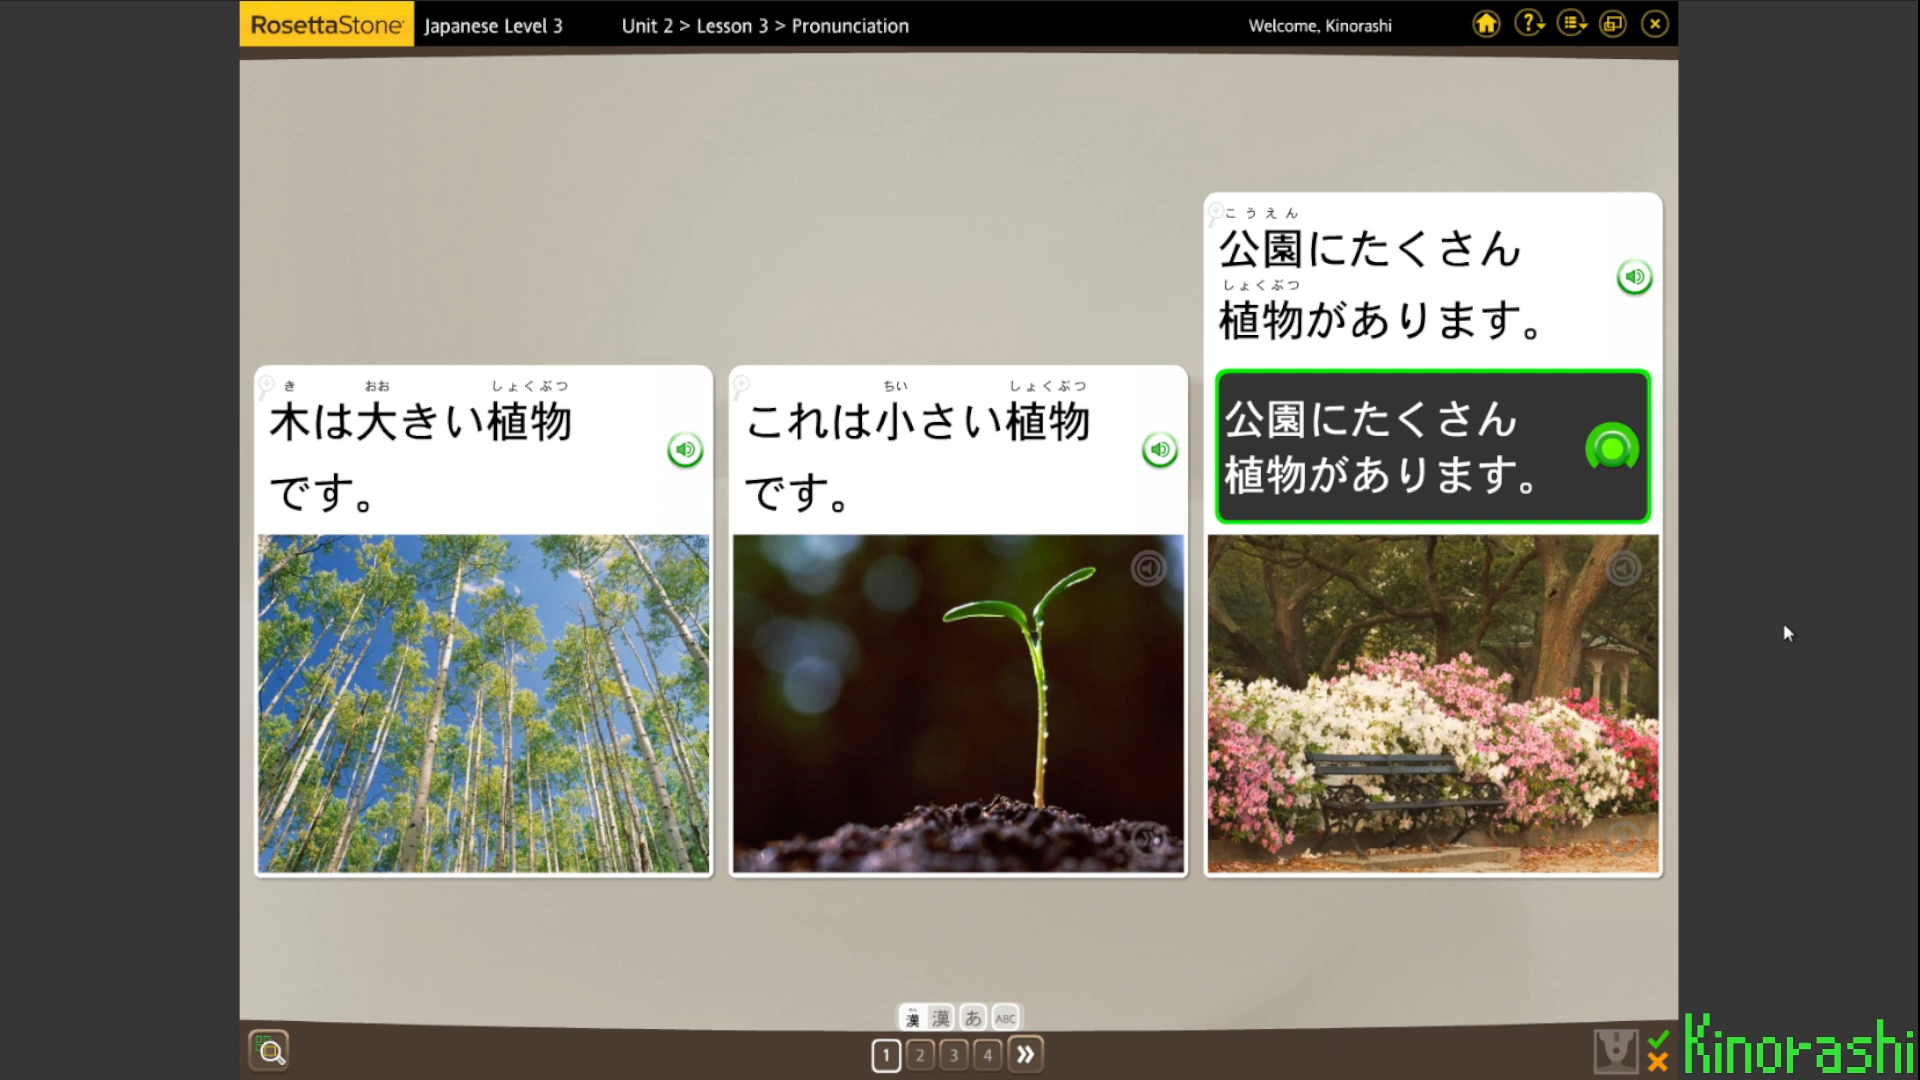 RosettaStone
Japanese Level 3
Unit 2 > Lesson 3 > Pronunciation
Welcome, Kinorashi
き おお しょくぶつ
木は大きい植物
です。
ちい しょくぶつ
これは小さい植物
です。
こうえん
公園にたくさん
しょくぶつ
植物があります。
公園にたくさん
植物があります。
漢 漢 あ ABC
1 2 3 4 »
Kinorashi